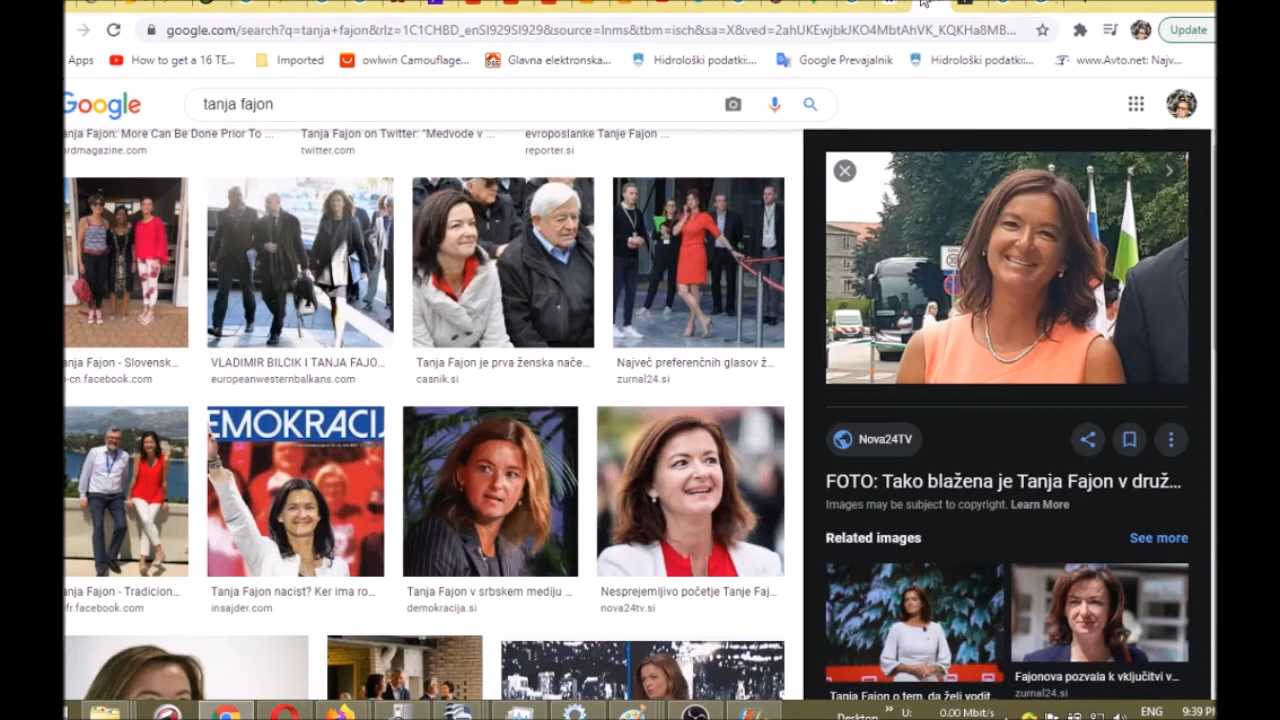 google.com/search?q=tanja+fajon&rlz=1C1CHBD_enSI929SI929&source=lnms&tbm=isch&sa=X&ved=2ahUKEwjbkJKO4MbtAhVK_KQKHa8MB...
Update
Apps
How to get a 16 TE...
Imported
owlwin Camouflage...
Glavna elektronska...
Hidrološki podatki:...
Google Prevajalnik
Hidrološki podatki:...
www.Avto.net: Najv...
Google
tanja fajon
anja Fajon: More Can Be Done Prior To ...
ordmagazine.com
Tanja Fajon on Twitter: "Medvode v ...
twitter.com
evroposlanke Tanje Fajon ...
reporter.si
anja Fajon - Slovensk...
-cn.facebook.com
VLADIMIR BILCIK I TANJA FAJO...
europeanwesternbalkans.com
Tanja Fajon je prva ženska nače...
casnik.si
Največ preferenčnih glasov ž...
zurnal24.si
Nova24TV
FOTO: Tako blažena je Tanja Fajon v druž...
Images may be subject to copyright. Learn More
Related images
See more
EMOKRACIJ
anja Fajon - Tradicion...
fr.facebook.com
Tanja Fajon nacist? Ker ima ro...
insajder.com
Tanja Fajon v srbskem mediju ...
demokracija.si
Nesprejemljivo početje Tanje Faj...
nova24tv.si
Tanja Fajon o tem, da želi vodit...
Fajonova pozvala k vključitvi v...
zurnal24.si
Desktop
U:
0.00 Mbit/s
ENG
9:39 PM